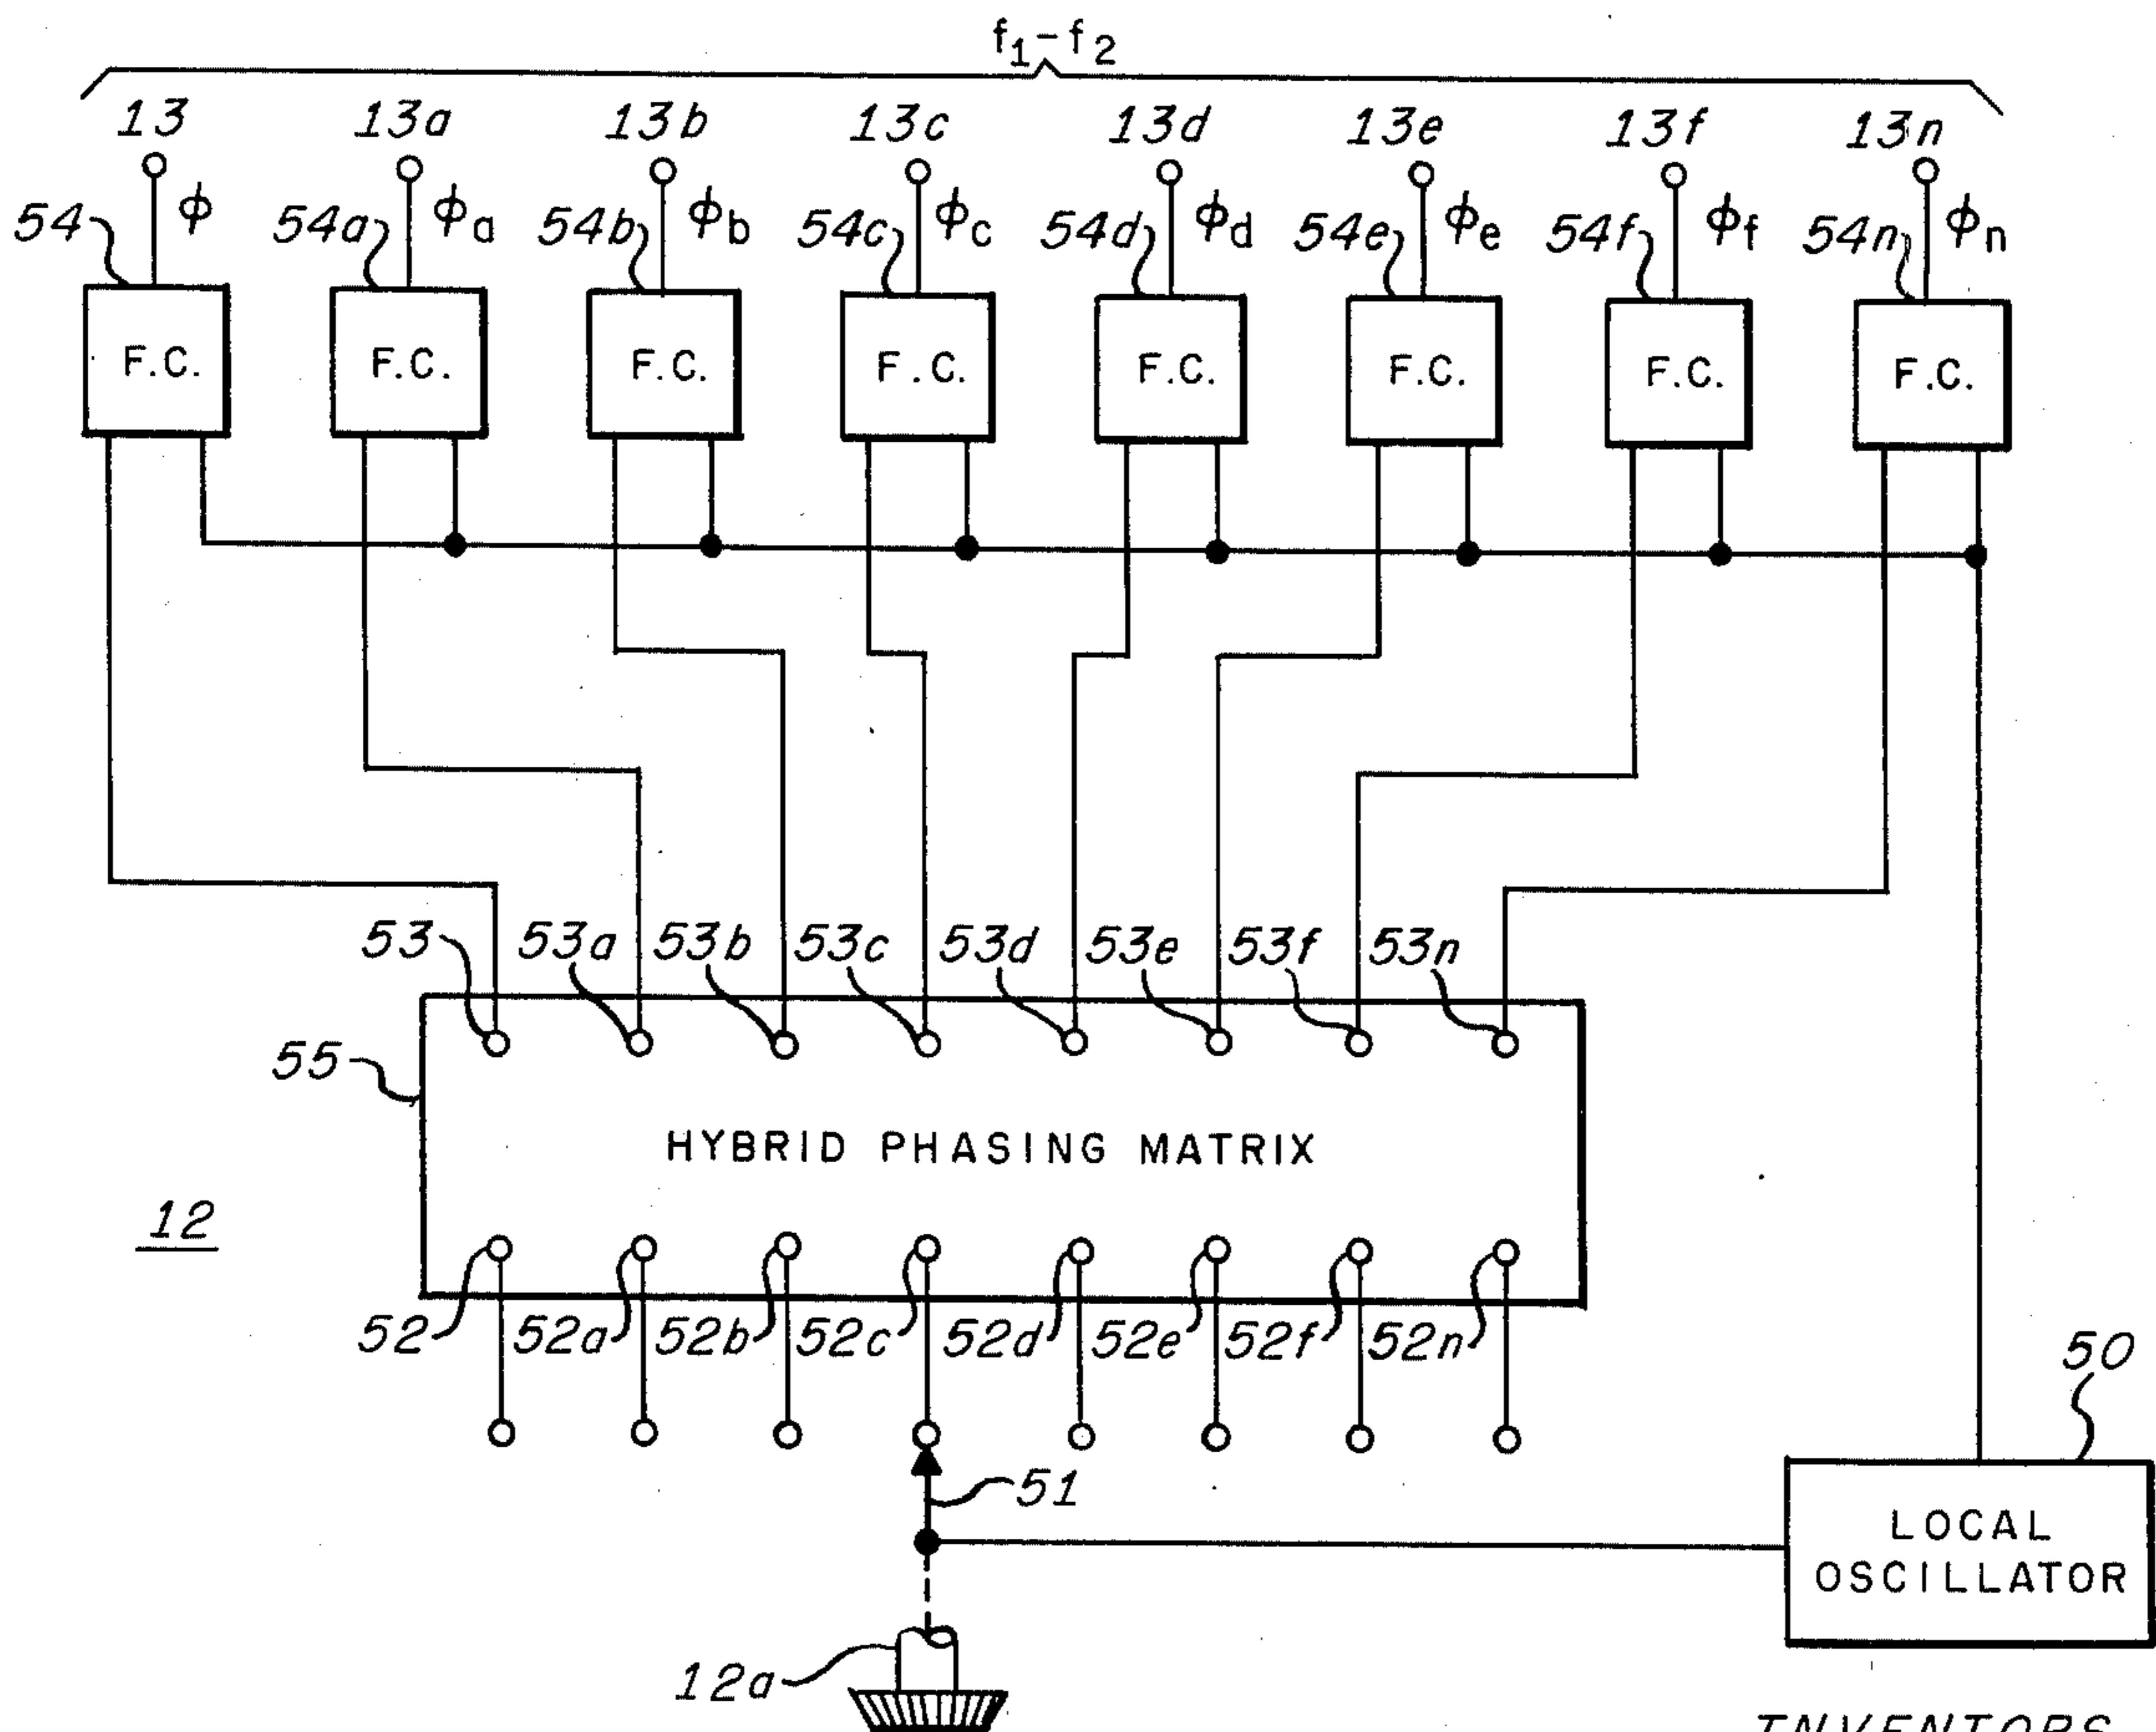 f1-f2
13 13a 13b 13c 13d 13e 13f 13n
54 ϕ 54a ϕa 54b ϕb 54c ϕc 54d ϕd 54e ϕe 54f ϕf 54n ϕn
F.C. F.C. F.C. F.C. F.C. F.C. F.C. F.C.
53 53a 53b 53c 53d 53e 53f 53n
55
HYBRID PHASING MATRIX
12
52 52a 52b 52c 52d 52e 52f 52n
50
51
LOCAL
OSCILLATOR
12a
INVENTORS